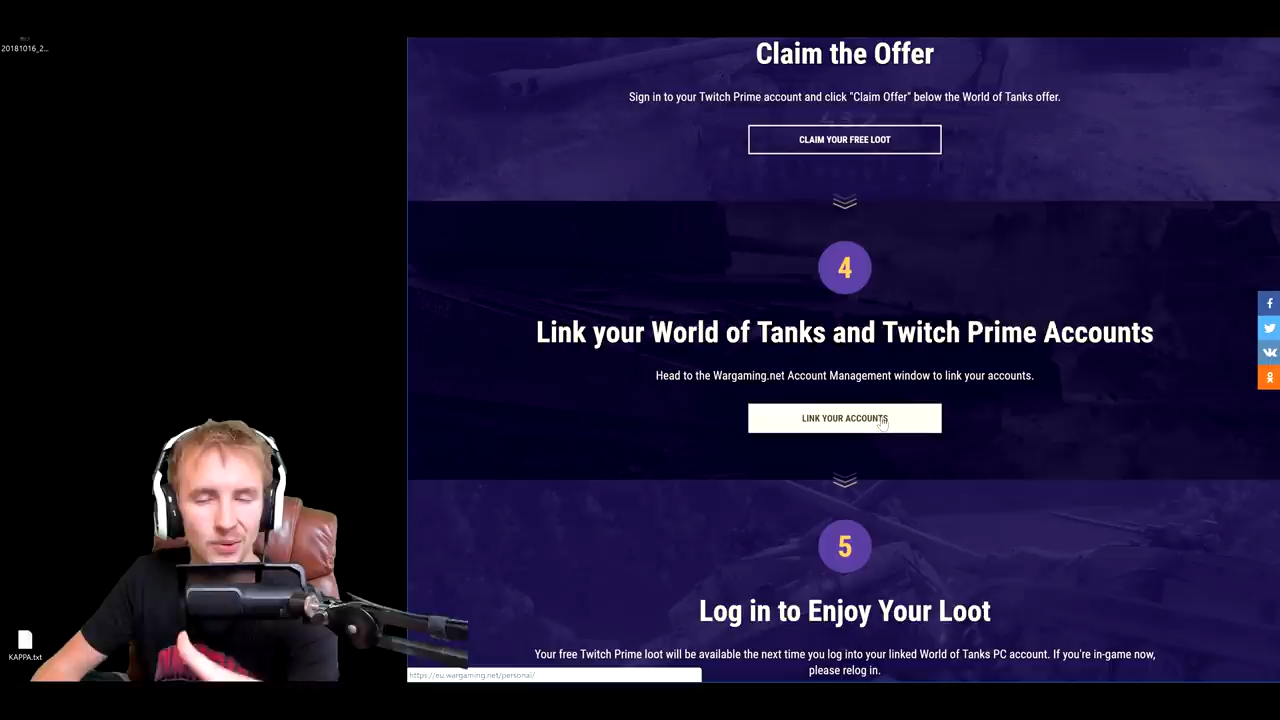 20181016_2...
Claim the Offer
Sign in to your Twitch Prime account and click "Claim Offer" below the World of Tanks offer.
CLAIM YOUR FREE LOOT
4
Link your World of Tanks and Twitch Prime Accounts
Head to the Wargaming.net Account Management window to link your accounts.
LINK YOUR ACCOUNTS
5
Log in to Enjoy Your Loot
Your free Twitch Prime loot will be available the next time you log into your linked World of Tanks PC account. If you're in-game now,
please relog in.
KAPPA.txt
https://eu.wargaming.net/personal/